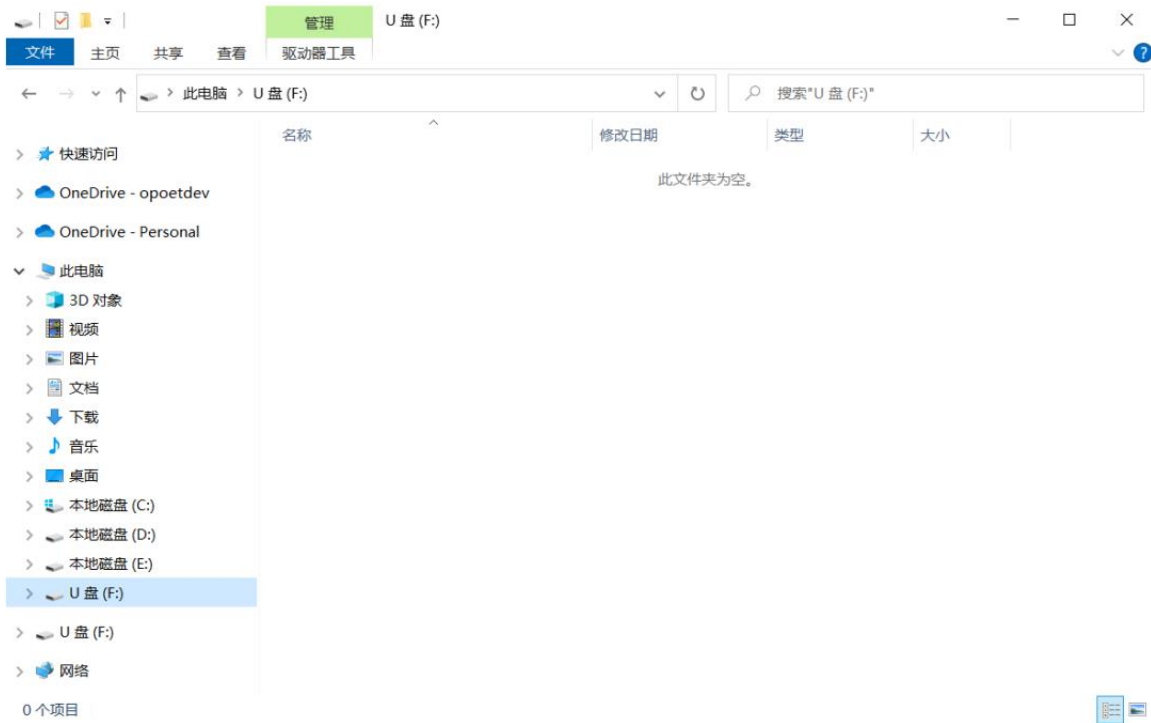 管理 U 盘 (F:)
文件 主页 共享 查看 驱动器工具
此电脑 U 盘 (F:) 搜索"U 盘 (F:)"
名称 修改日期 类型 大小
此文件夹为空。
快速访问
OneDrive - opoetdev
OneDrive - Personal
此电脑
3D 对象
视频
图片
文档
下载
音乐
桌面
本地磁盘 (C:)
本地磁盘 (D:)
本地磁盘 (E:)
U 盘 (F:)
U 盘 (F:)
网络
0 个项目